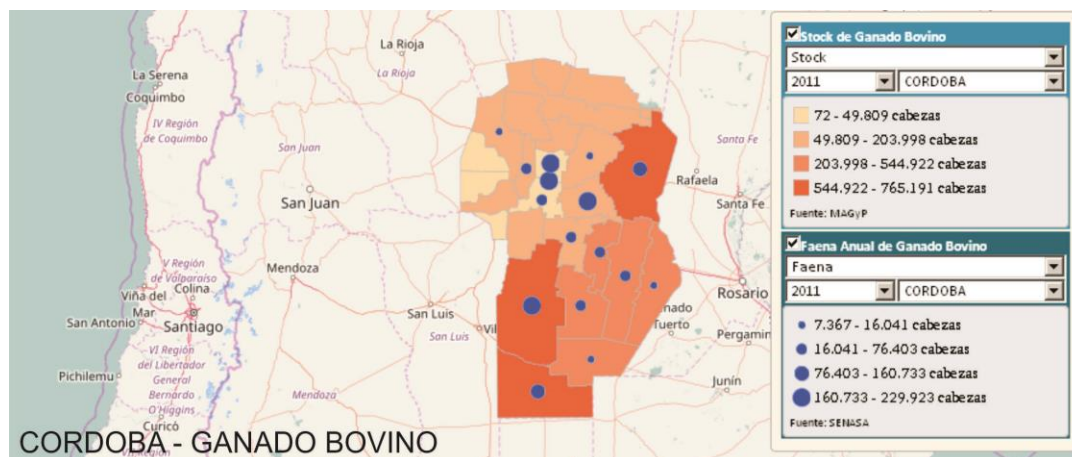 La Rioja
La Rioja
La Serena
Coquimbo
IV Región
de Coquimbo
San Juan
San Juan
Santa Fe
Rafaela
Santa Fe
V Región
de Valparaíso
Mendoza
Colina
Viña del
Mar
San Antonio
Santiago
San Luis
San Luis
Rosario
Tuerto
Pergamin
VI Región
del Libertador
General
Bernardo
O'Higgins
Pichilemu
Mendoza
Junín
Curicó
CORDOBA - GANADO BOVINO
Stock de Ganado Bovino
Stock
2011 CORDOBA
72 - 49.809 cabezas
49.809 - 203.998 cabezas
203.998 - 544.922 cabezas
544.922 - 765.191 cabezas
Fuente: MAGyP
Faena Anual de Ganado Bovino
Faena
2011 CORDOBA
7.367 - 16.041 cabezas
16.041 - 76.403 cabezas
76.403 - 160.733 cabezas
160.733 - 229.923 cabezas
Fuente: SENASA